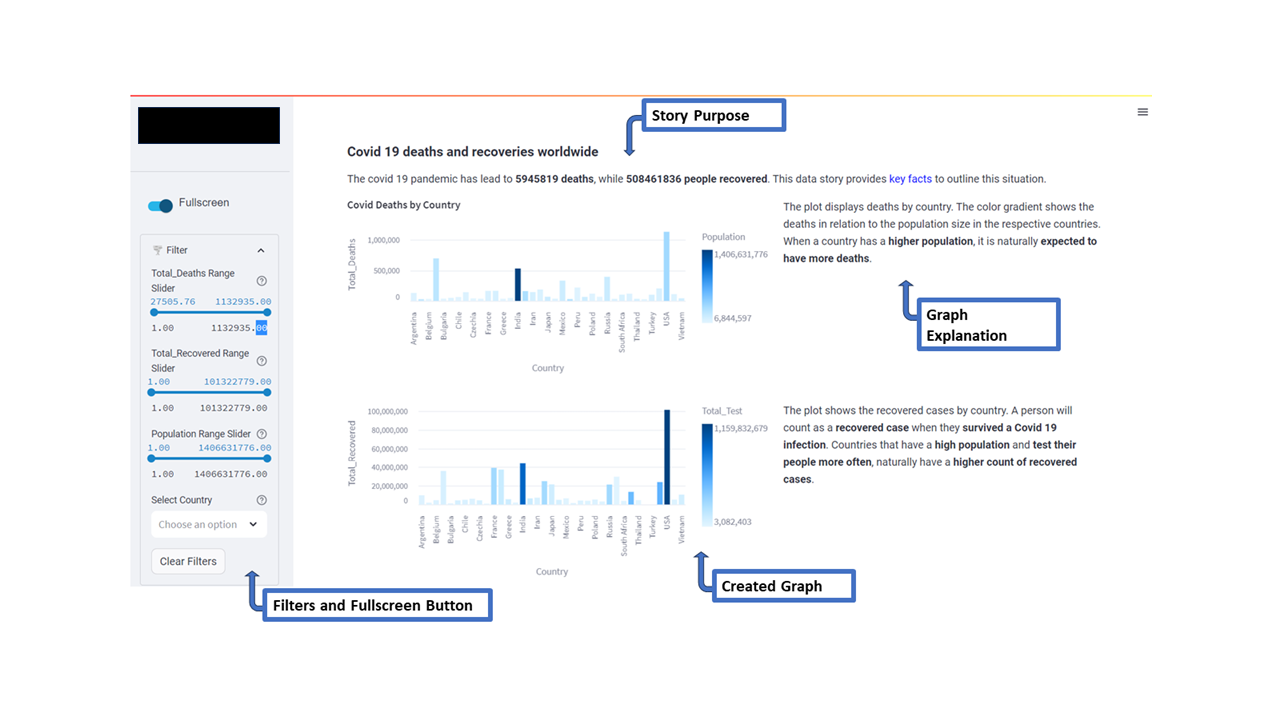 Story Purpose
Covid 19 deaths and recoveries worldwide
The covid 19 pandemic has lead to 5945819 deaths, while 508461836 people recovered. This data story provides key facts to outline this situation.
Fullscreen
Filter
Total_Deaths Range
Slider
27505.76 1132935.00
1.00 1132935.00
Total_Recovered Range
Slider
1.00 101322779.00
1.00 101322779.00
Population Range Slider
1.00 1406631776.00
1.00 1406631776.00
Select Country
Choose an option
Clear Filters
Filters and Fullscreen Button
Covid Deaths by Country
Total_Deaths
1,000,000
500,000
0
Argentina
Belgium
Bulgaria
Chile
Czechia
France
Greece
India
Iran
Japan
Mexico
Peru
Poland
Russia
South Africa
Thailand
Turkey
USA
Vietnam
Country
Population
1,406,631,776
6,844,597
The plot displays deaths by country. The color gradient shows the
deaths in relation to the population size in the respective countries.
When a country has a higher population, it is naturally expected to
have more deaths.
Graph
Explanation
Total_Recovered
100,000,000
80,000,000
60,000,000
40,000,000
20,000,000
0
Argentina
Belgium
Bulgaria
Chile
Czechia
France
Greece
India
Iran
Japan
Mexico
Peru
Poland
Russia
South Africa
Thailand
Turkey
USA
Vietnam
Country
Total_Test
1,159,832,679
3,082,403
The plot shows the recovered cases by country. A person will
count as a recovered case when they survived a Covid 19
infection. Countries that have a high population and test their
people more often, naturally have a higher count of recovered
cases.
Created Graph